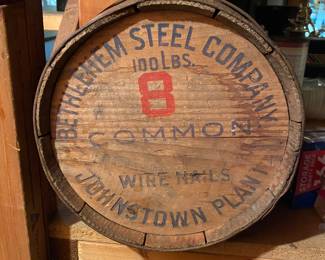 BETHLEHEM STEEL COMPANY
100 LBS.
8
COMMON
WIRE NAILS
JOHNSTOWN PLANT